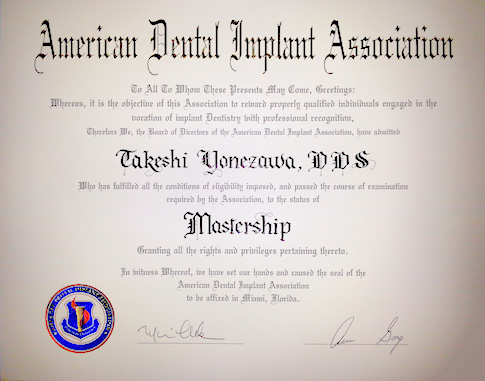 American Dental Implant Association
To All To Whom These Presents May Come, Greetings:
Whereas, it is the objective of this Association to reward properly qualified individuals engaged in the
vocation of implant Dentistry with professional recognition,
Therefore We, the Board of Directors of the American Dental Implant Association, have admitted
Takeshi Yonezawa, DDS
Who has fulfilled all the conditions of eligibility imposed, and passed the course of examination
required by the Association, to the status of
Mastership
Granting all the rights and privileges pertaining thereto.
In witness Whereof, we have set our hands and caused the seal of the
American Dental Implant Association
to be affixed in Miami, Florida.